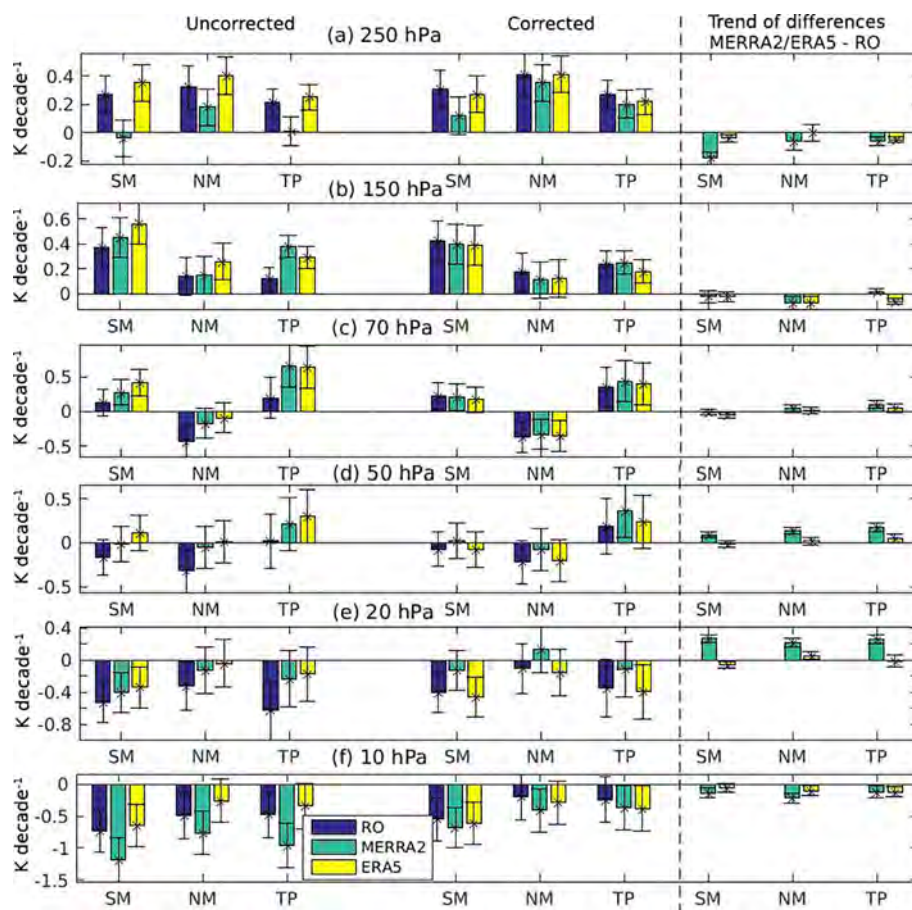 Uncorrected Corrected Trend of differences
MERRA2/ERA5 - RO
(a) 250 hPa
K decade⁻¹
0.4
0.2
0
-0.2
SM NM TP SM NM TP SM NM TP
(b) 150 hPa
K decade⁻¹
0.6
0.4
0.2
0
SM NM TP SM NM TP SM NM TP
(c) 70 hPa
K decade⁻¹
0.5
0
-0.5
SM NM TP SM NM TP SM NM TP
(d) 50 hPa
K decade⁻¹
0.5
0
-0.5
SM NM TP SM NM TP SM NM TP
(e) 20 hPa
K decade⁻¹
0.4
0
-0.4
-0.8
SM NM TP SM NM TP SM NM TP
(f) 10 hPa
K decade⁻¹
0
-0.5
-1
-1.5
RO
MERRA2
ERA5
SM NM TP SM NM TP SM NM TP